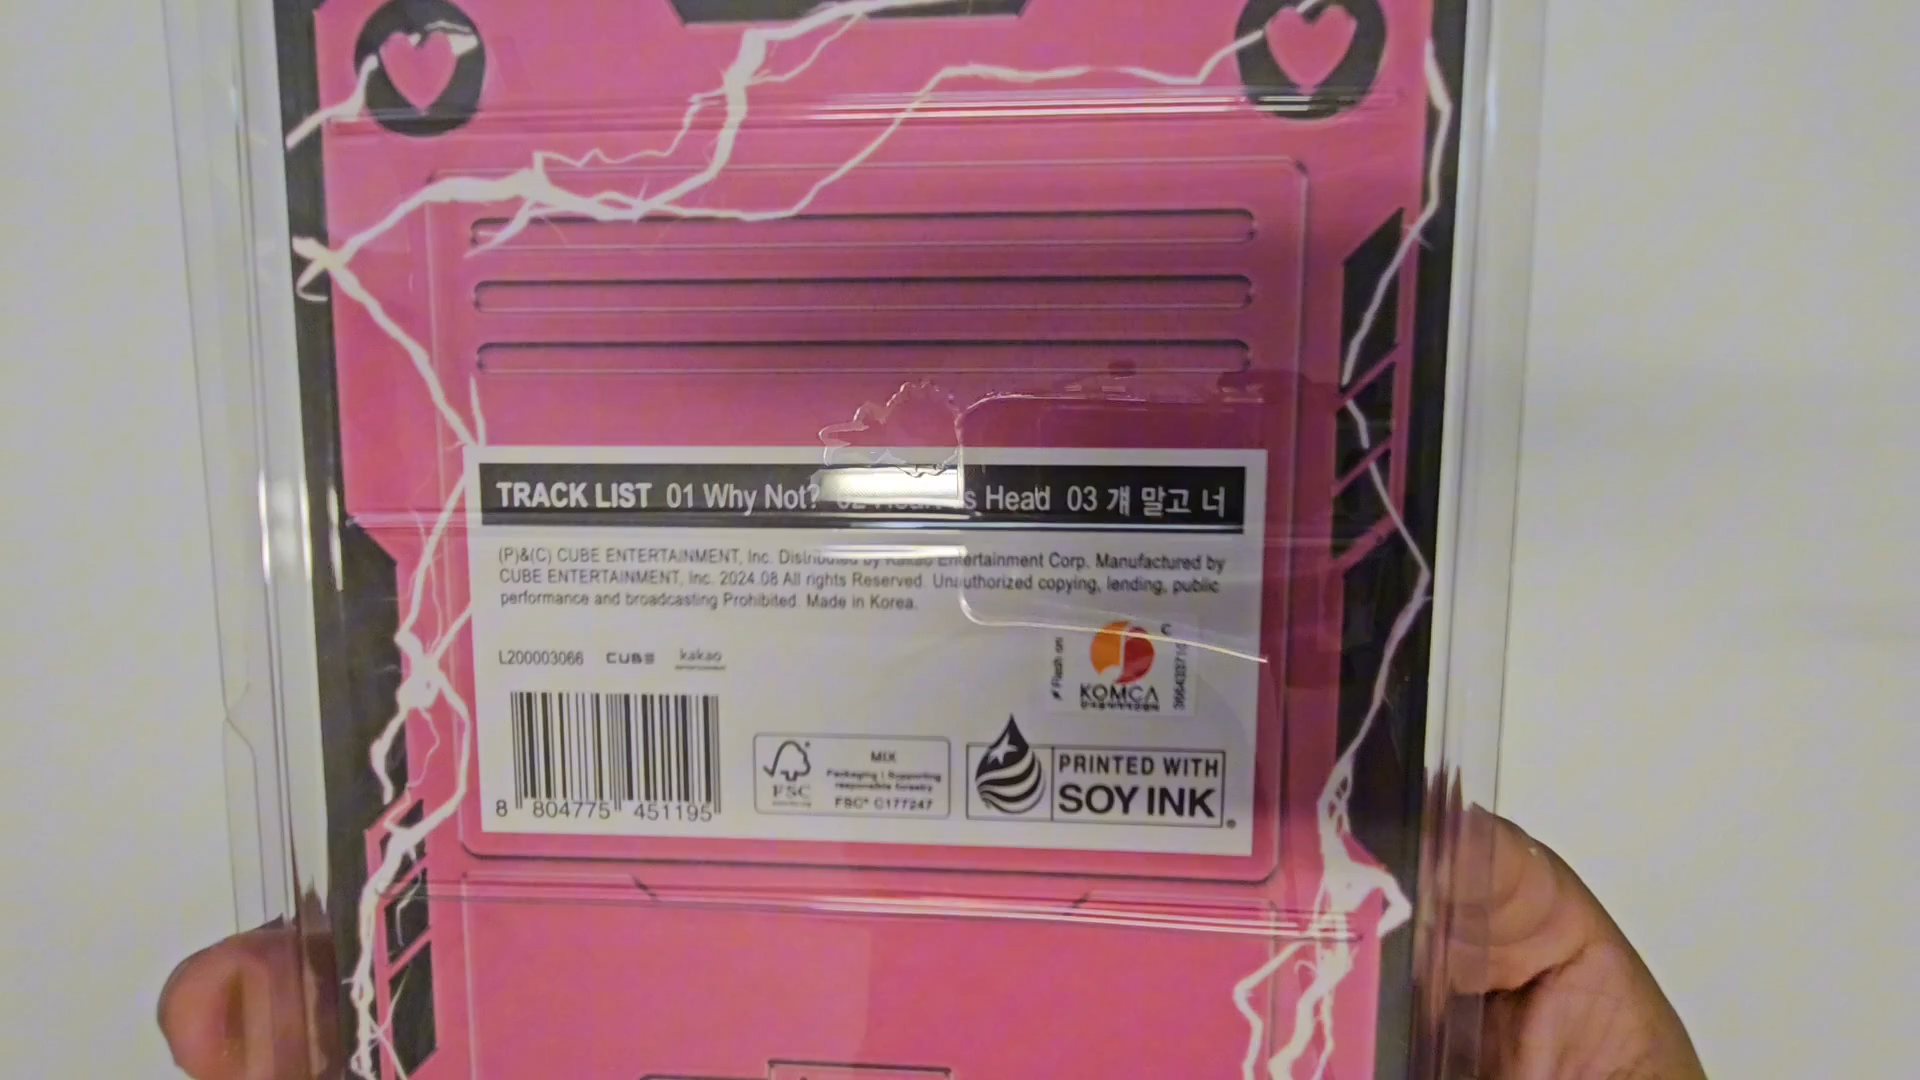 TRACK LIST 01 Why Not? 02 Head 03 걔 말고 너
(P)&(C) CUBE ENTERTAINMENT, Inc. Distributed by Kakao Entertainment Corp. Manufactured by
CUBE ENTERTAINMENT, Inc. 2024.08 All rights Reserved. Unauthorized copying, lending, public
performance and broadcasting Prohibited. Made in Korea.
L200003066 CUBE kakao
KOMCA
MIX
Packaging | Supporting
responsible forestry
FSC
FSC® C177247
PRINTED WITH
SOY INK®
8 804775 451195